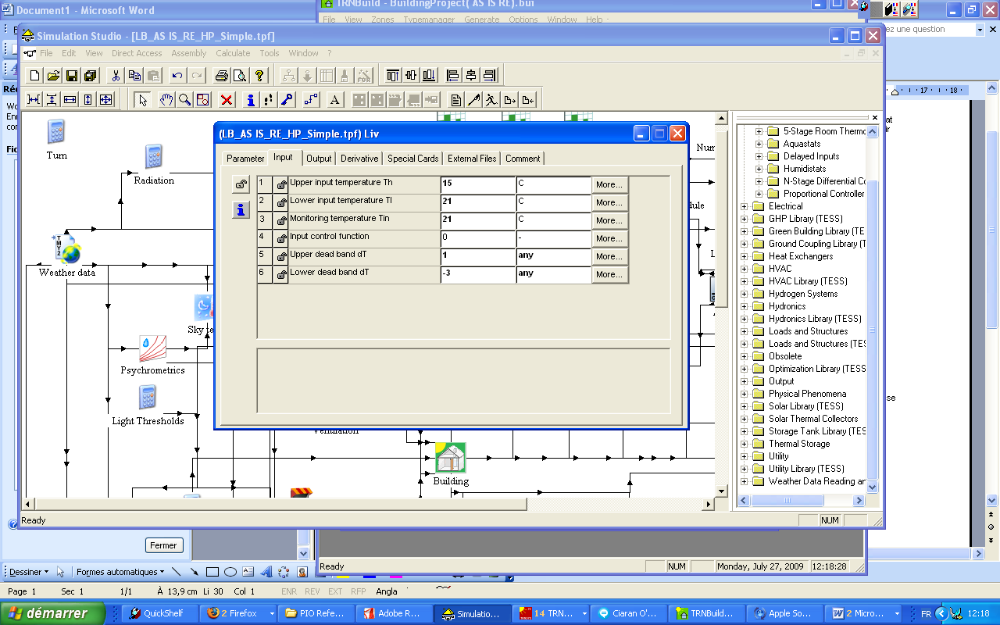 Document1 - Microsoft Word
TRNBuild - BuildingProject( AS IS RE).bui
File View Zones Typemanager Generate Options Window Help
ez une question
Simulation Studio - [LB_AS IS_RE_HP_Simple.tpf]
File Edit View Direct Access Assembly Calculate Tools Window ?
17 18
Turn
Radiation
Weather data
Psychrometrics
Light Thresholds
Building
(LB_AS IS_RE_HP_Simple.tpf) Liv
Parameter Input Output Derivative Special Cards External Files Comment
1 Upper input temperature Th 15 C More...
2 Lower input temperature Tl 21 C More...
3 Monitoring temperature Tin 21 C More...
4 Input control function 0 - More...
5 Upper dead band dT 1 any More...
6 Lower dead band dT -3 any More...
5-Stage Room Thermo
Aquastats
Delayed Inputs
Humidistats
N-Stage Differential Co
Proportional Controller
Electrical
GHP Library (TESS)
Green Building Library (TE
Ground Coupling Library (T
Heat Exchangers
HVAC
HVAC Library (TESS)
Hydrogen Systems
Hydronics
Hydronics Library (TESS)
Loads and Structures
Loads and Structures (TES
Obsolete
Optimization Library (TESS
Output
Physical Phenomena
Solar Library (TESS)
Solar Thermal Collectors
Storage Tank Library (TESS
Thermal Storage
Utility
Utility Library (TESS)
Weather Data Reading an
Ready NUM
Fermer
Ready NUM Monday, July 27, 2009 12:18:28
Dessiner Formes automatiques
Page 1 Sec 1 1/1 À 13,9 cm Li 30 Col 1 ENR REV EXT RFP Angla
démarrer QuickShelf 2 Firefox PIO Refe... Adobe R... Simulatio... 14 TRN... Ciaran O'... TRNBuild... Apple So... 2 Micros... FR 12:18